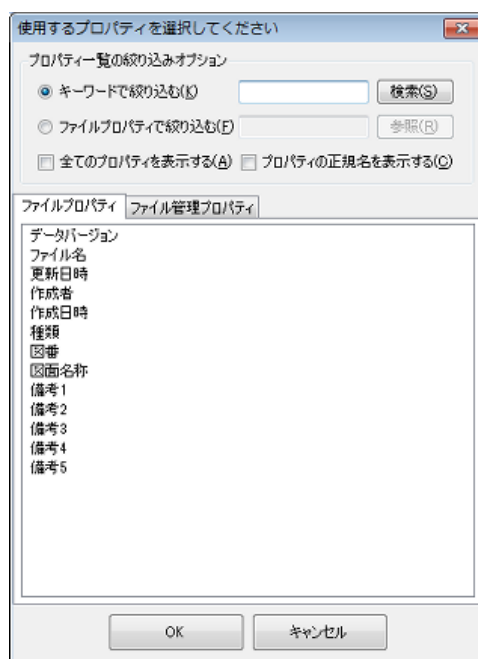 使用するプロパティを選択してください
プロパティ一覧の絞り込みオプション
キーワードで絞り込む(K) 検索(S)
ファイルプロパティで絞り込む(F) 参照(R)
全てのプロパティを表示する(A) プロパティの正規名を表示する(C)
ファイルプロパティ ファイル管理プロパティ
データバージョン
ファイル名
更新日時
作成者
作成日時
種類
図番
図面名称
備考1
備考2
備考3
備考4
備考5
OK キャンセル